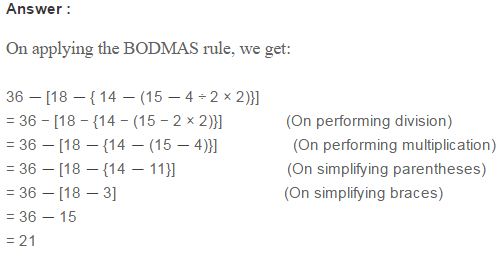 Answer :
On applying the BODMAS rule, we get:
36 — [18 — { 14 — (15 — 4 ÷ 2 × 2)}]
= 36 − [18 − {14 − (15 − 2 × 2)}] (On performing division)
= 36 — [18 — {14 — (15 — 4)}] (On performing multiplication)
= 36 — [18 — {14 — 11}] (On simplifying parentheses)
= 36 — [18 — 3] (On simplifying braces)
= 36 — 15
= 21